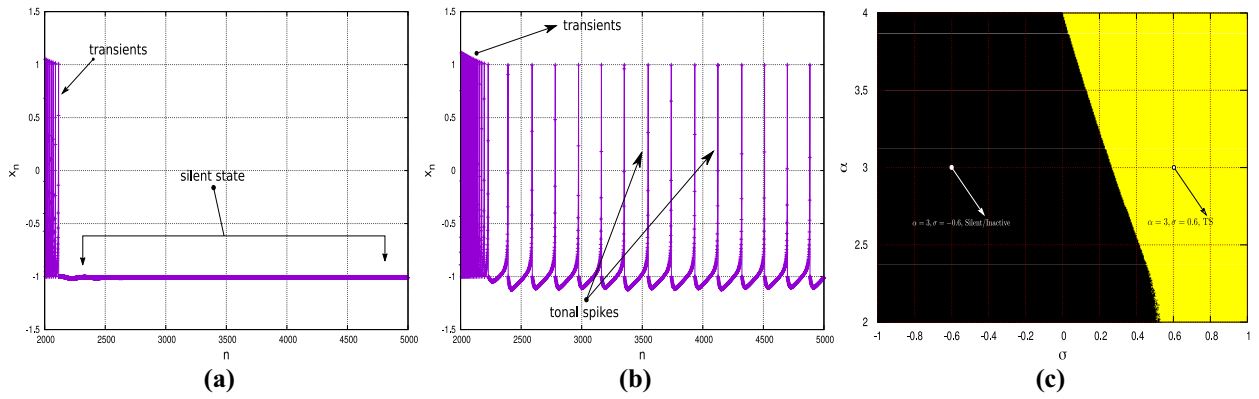 transients
silent state
x_n
1.5
1
0.5
0
-0.5
-1
-1.5
2000
2500
3000
3500
4000
4500
5000
n
(a)
transients
tonal spikes
x_n
1.5
1
0.5
0
-0.5
-1
-1.5
2000
2500
3000
3500
4000
4500
5000
n
(b)
4
3.5
3
2.5
2
α
α = 3, σ = −0.6, Silent/Inactive
α = 3, σ = 0.6, TS
-1
-0.8
-0.6
-0.4
-0.2
0
0.2
0.4
0.6
0.8
1
σ
(c)